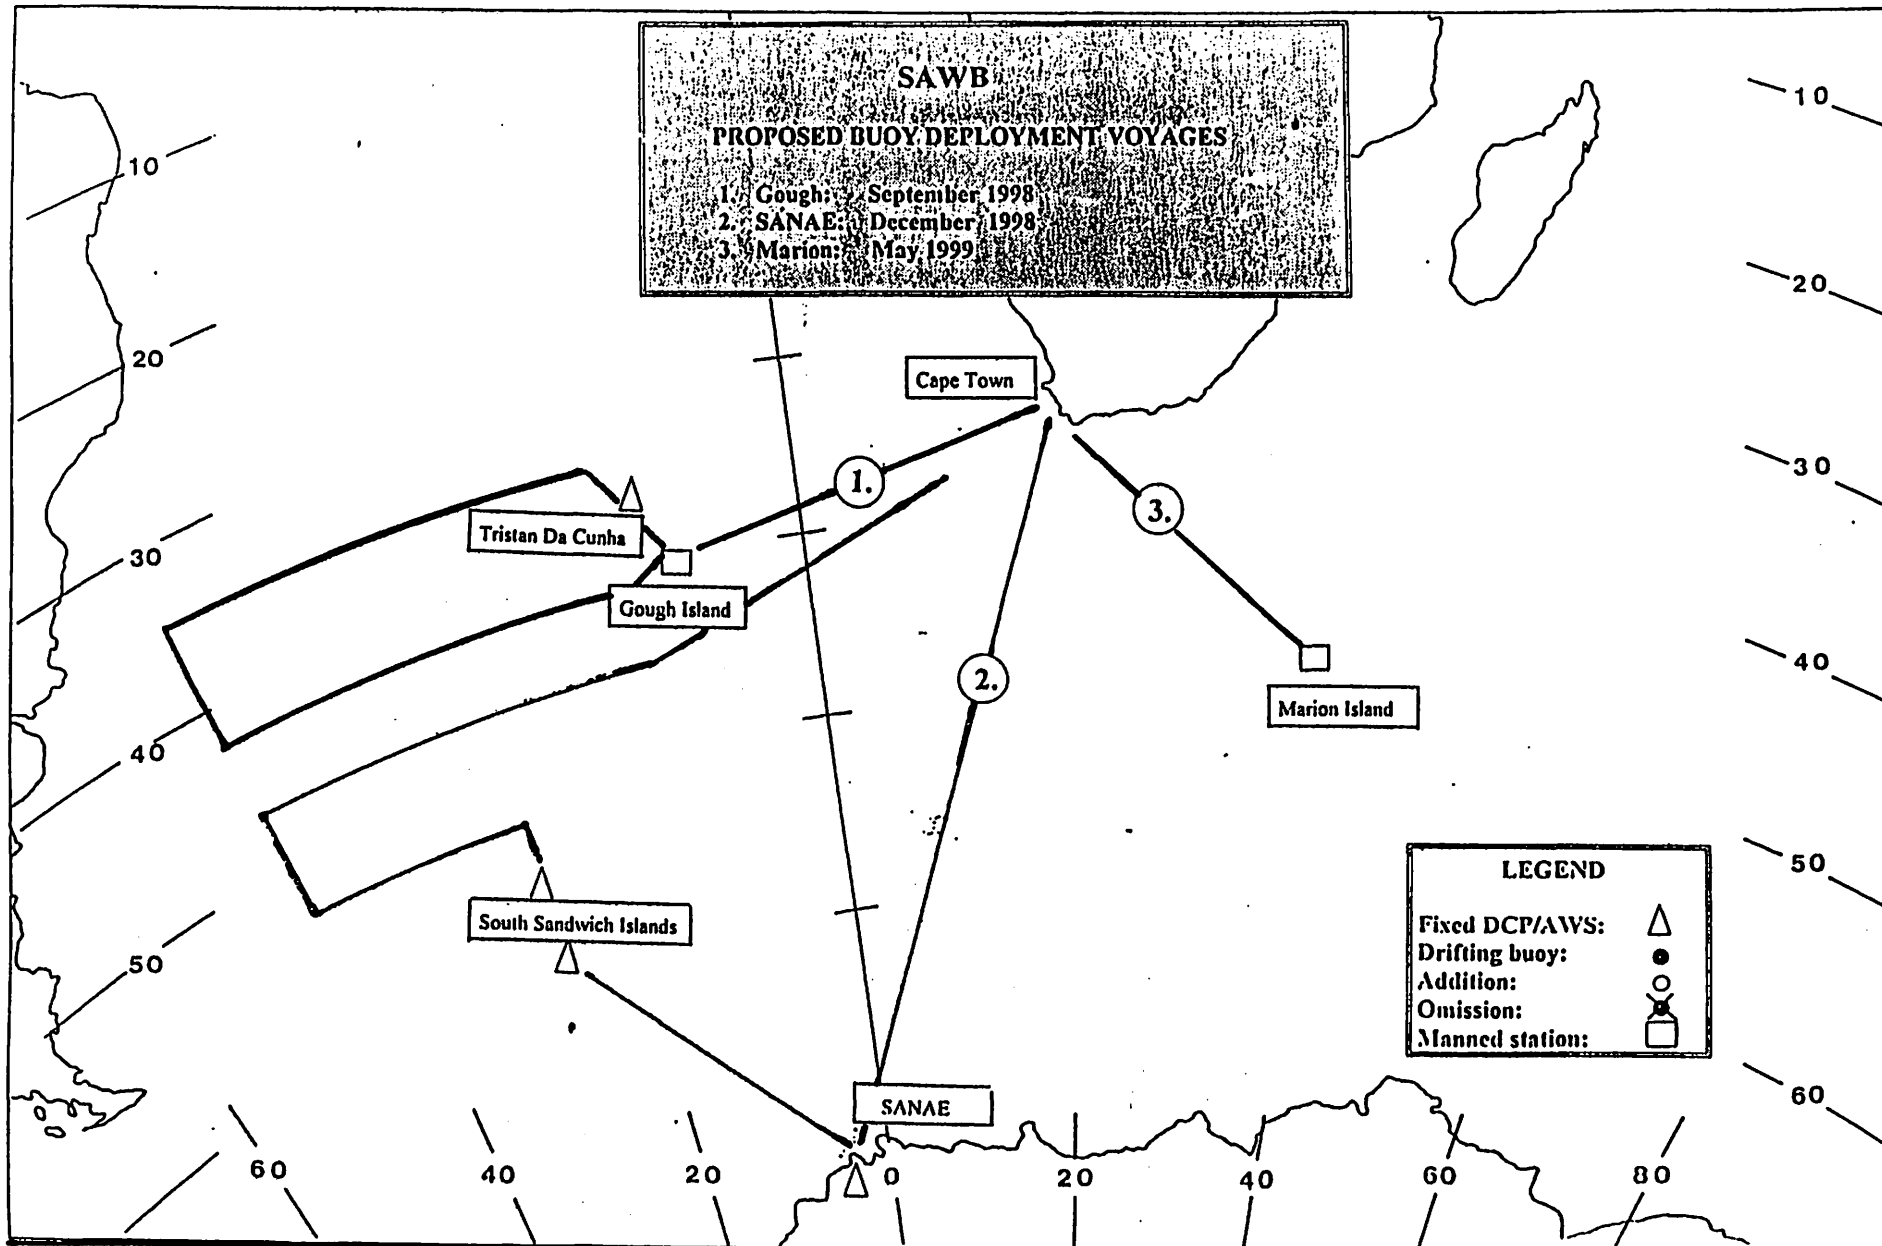 SAWB
PROPOSED BUOY DEPLOYMENT VOYAGES
1. Gough: September 1998
2. SANAE: December 1998
3. Marion: May 1999
10
10
20
20
Cape Town
30
1.
3.
Tristan Da Cunha
30
Gough Island
40
2.
Marion Island
40
50
LEGEND
Fixed DCP/AWS:
Drifting buoy:
Addition:
Omission:
Manned station:
South Sandwich Islands
50
60
SANAE
60
40
20
0
20
40
60
80